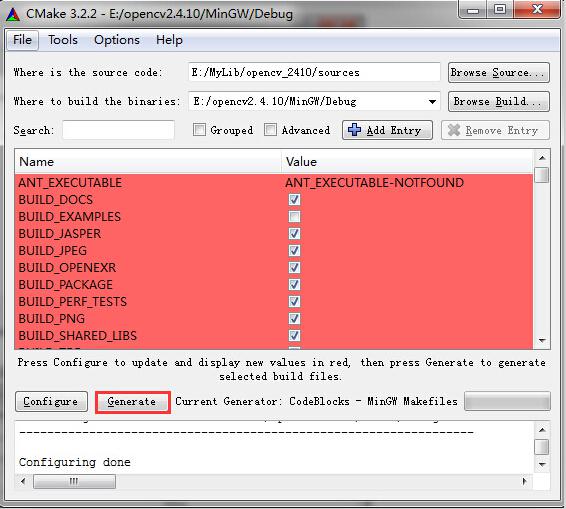 CMake 3.2.2 - E:/opencv2.4.10/MinGW/Debug
File Tools Options Help
Where is the source code: E:/MyLib/opencv_2410/sources Browse Source...
Where to build the binaries: E:/opencv2.4.10/MinGW/Debug Browse Build...
Search: Grouped Advanced Add Entry Remove Entry
Name Value
ANT_EXECUTABLE ANT_EXECUTABLE-NOTFOUND
BUILD_DOCS
BUILD_EXAMPLES
BUILD_JASPER
BUILD_JPEG
BUILD_OPENEXR
BUILD_PACKAGE
BUILD_PERF_TESTS
BUILD_PNG
BUILD_SHARED_LIBS
Press Configure to update and display new values in red, then press Generate to generate
selected build files.
Configure Generate Current Generator: CodeBlocks - MinGW Makefiles
-----------------------------------------------------------------
Configuring done